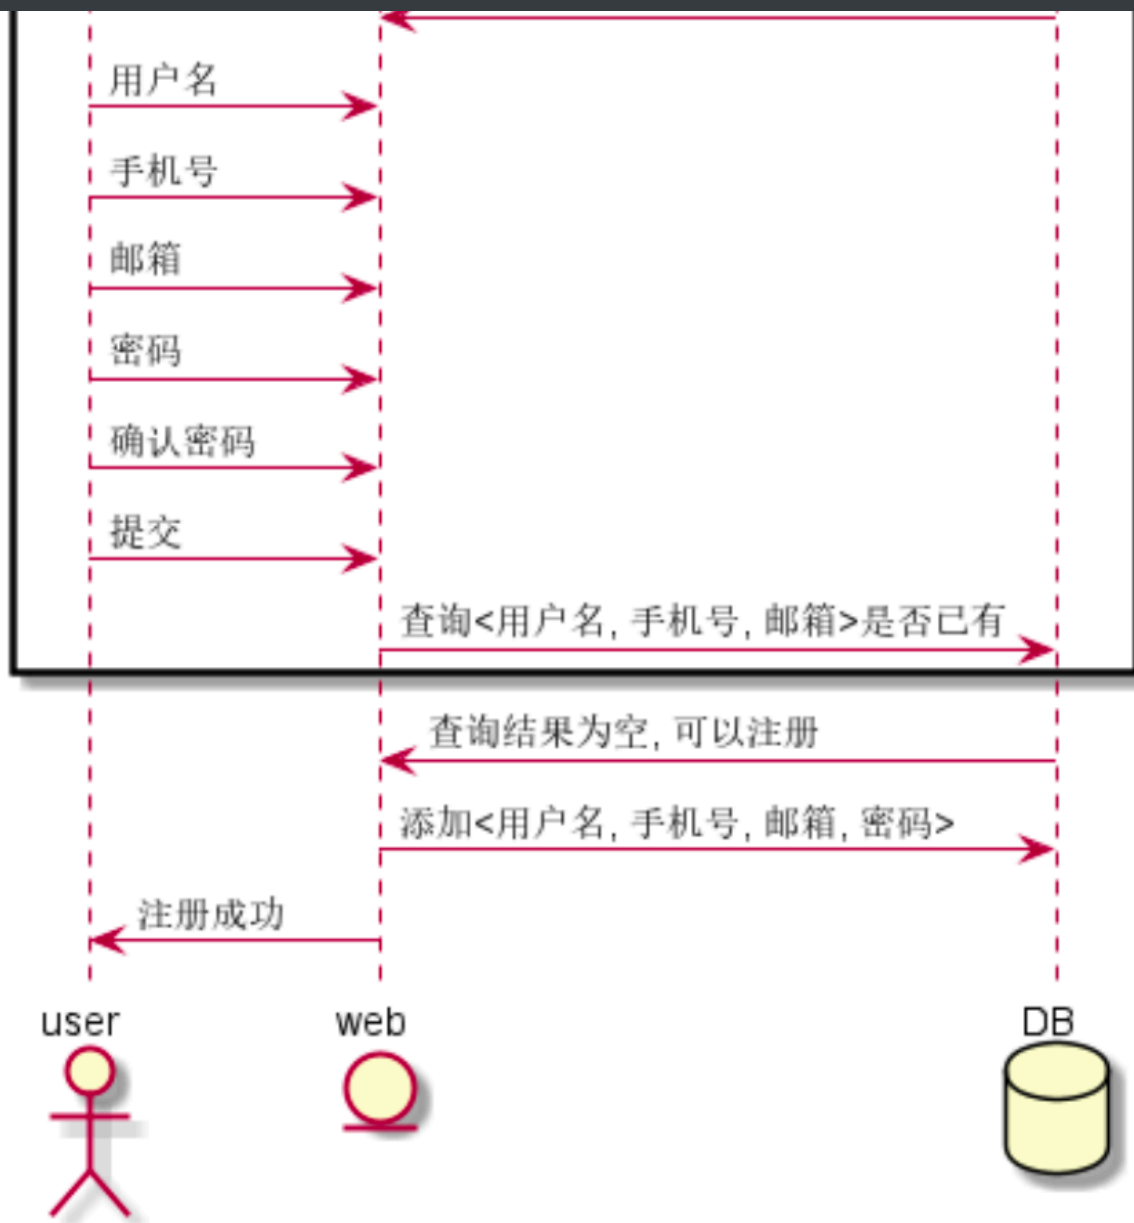 用户名
手机号
邮箱
密码
确认密码
提交
查询<用户名, 手机号, 邮箱>是否已有
查询结果为空, 可以注册
添加<用户名, 手机号, 邮箱, 密码>
注册成功
user
web
DB